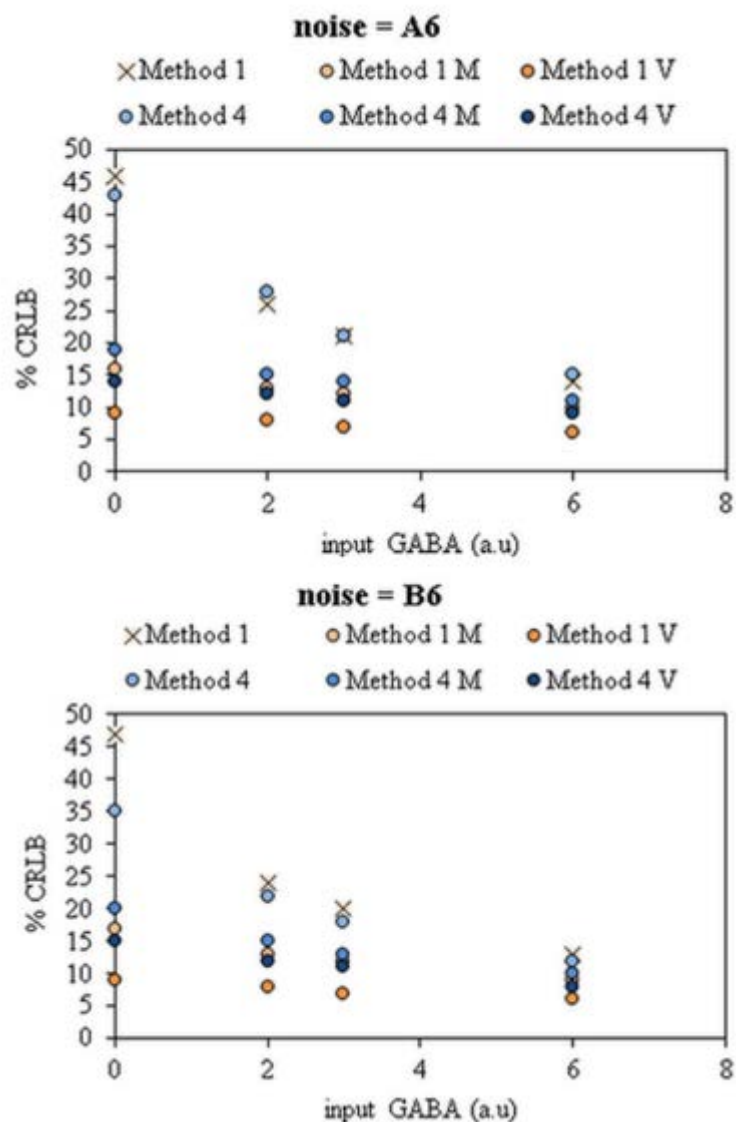 noise = A6
Method 1 Method 1 M Method 1 V
Method 4 Method 4 M Method 4 V
50
45
40
35
30
25
20
15
10
5
0
% CRLB
0 2 4 6 8
input GABA (a.u)
noise = B6
Method 1 Method 1 M Method 1 V
Method 4 Method 4 M Method 4 V
50
45
40
35
30
25
20
15
10
5
0
% CRLB
0 2 4 6 8
input GABA (a.u)